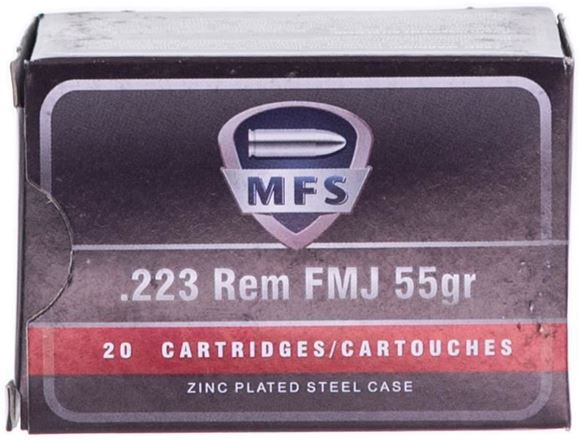 MFS
.223 Rem FMJ 55gr
20 CARTRIDGES/CARTOUCHES
ZINC PLATED STEEL CASE